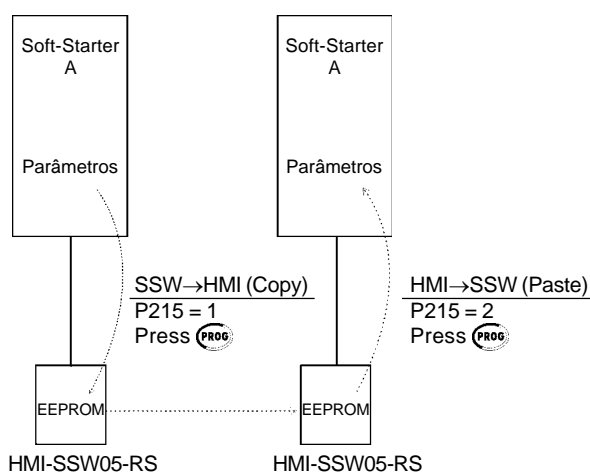 Soft-Starter
A
Parâmetros
SSW→HMI (Copy)
P215 = 1
Press PROG
EEPROM
HMI-SSW05-RS
Soft-Starter
A
Parâmetros
HMI→SSW (Paste)
P215 = 2
Press PROG
EEPROM
HMI-SSW05-RS